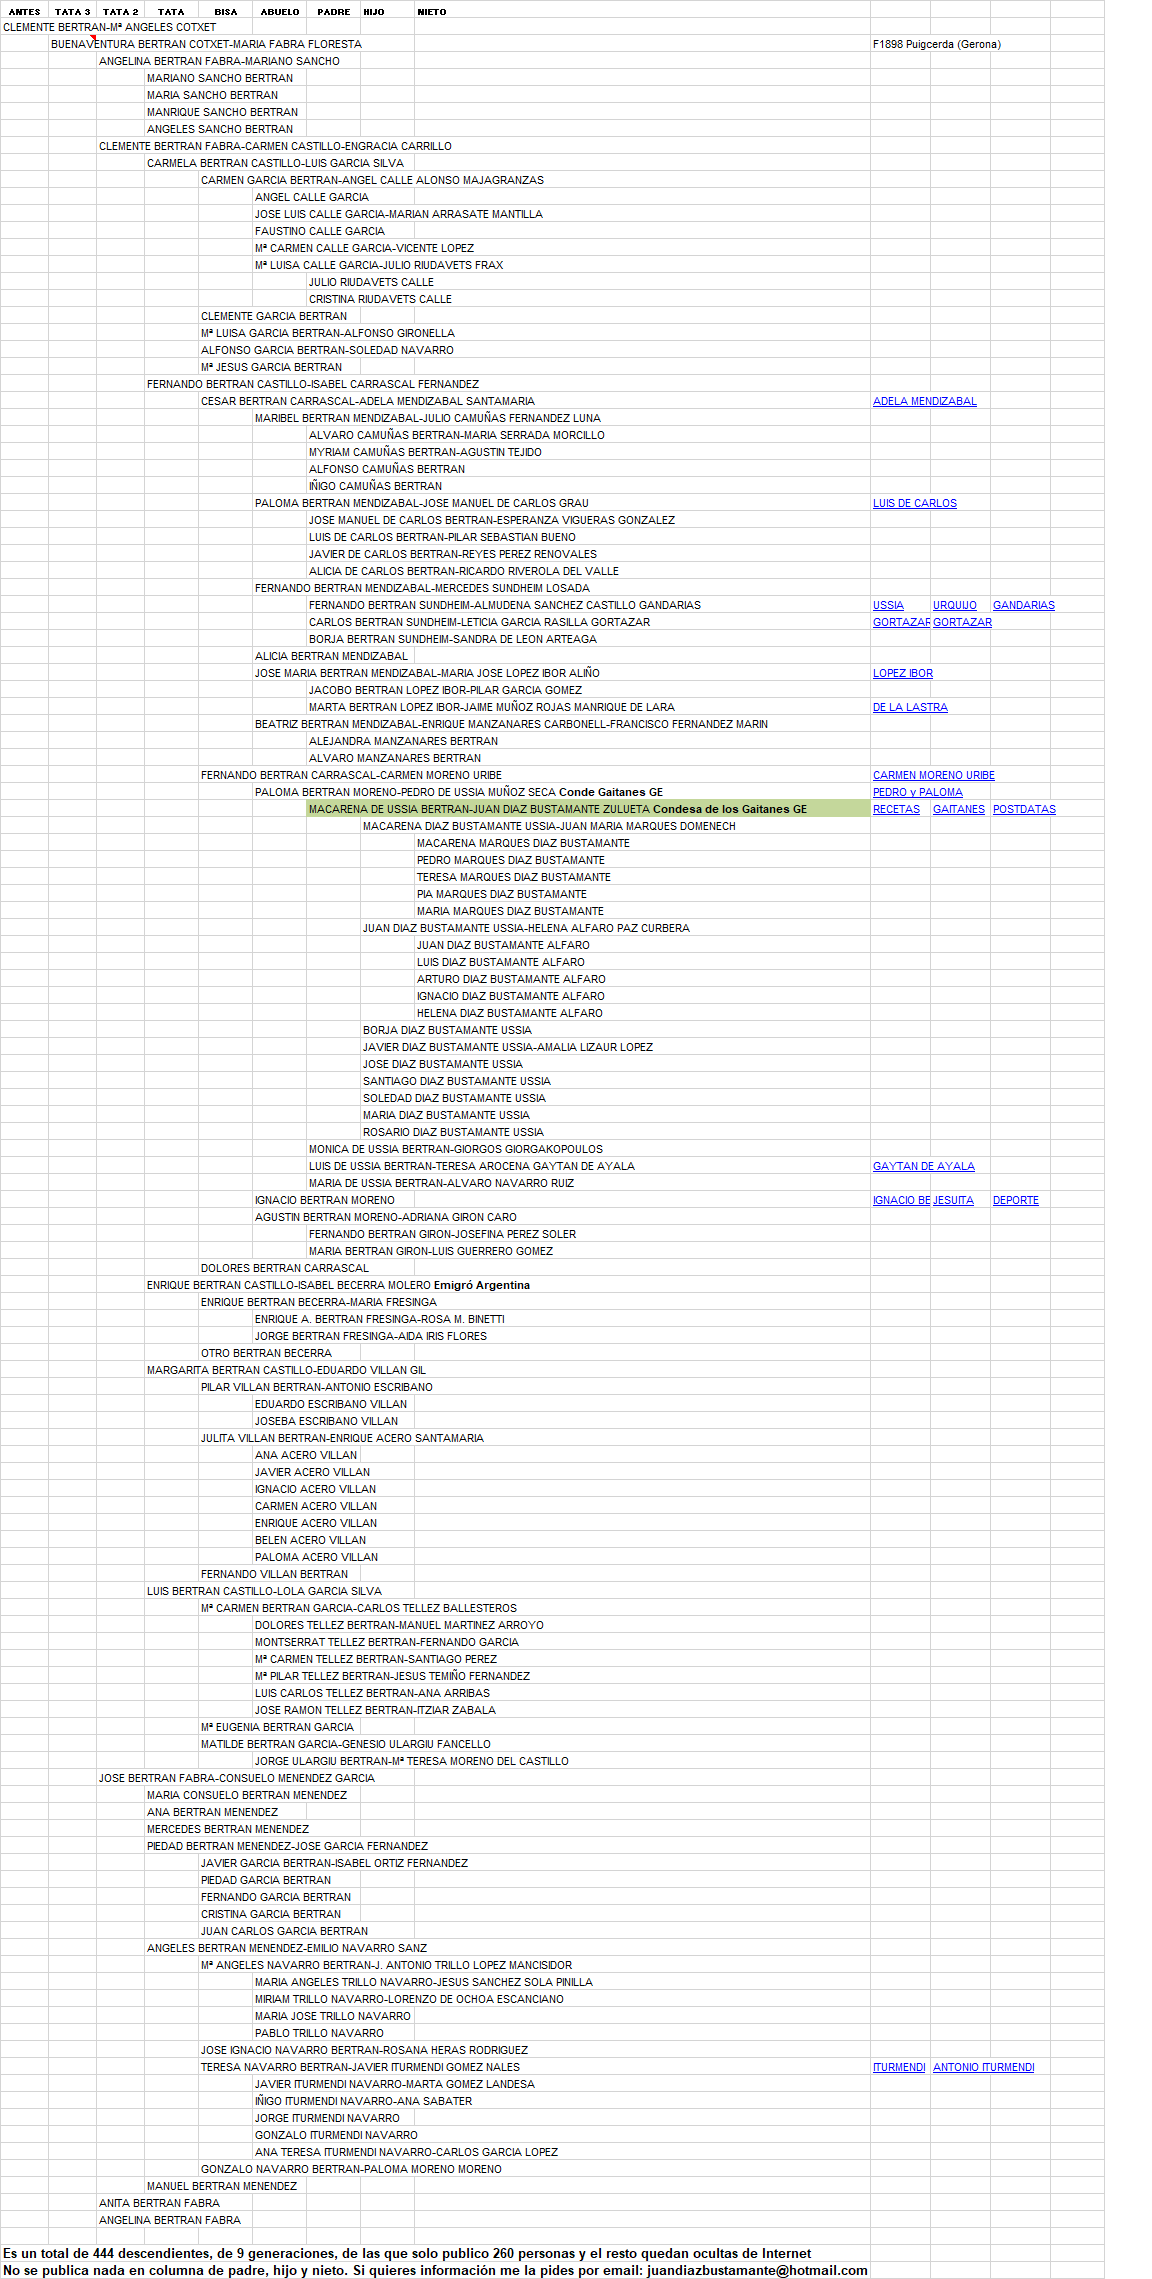 ANTES TATA 3 TATA 2 TATA BISA ABUELO PADRE HIJO NIETO
CLEMENTE BERTRAN-Mª ANGELES COTXET
BUENAVENTURA BERTRAN COTXET-MARIA FABRA FLORESTA F1898 Puigcerda (Gerona)
ANGELINA BERTRAN FABRA-MARIANO SANCHO
MARIANO SANCHO BERTRAN
MARIA SANCHO BERTRAN
MANRIQUE SANCHO BERTRAN
ANGELES SANCHO BERTRAN
CLEMENTE BERTRAN FABRA-CARMEN CASTILLO-ENGRACIA CARRILLO
CARMELA BERTRAN CASTILLO-LUIS GARCIA SILVA
CARMEN GARCIA BERTRAN-ANGEL CALLE ALONSO MAJAGRANZAS
ANGEL CALLE GARCIA
JOSE LUIS CALLE GARCIA-MARIAN ARRASATE MANTILLA
FAUSTINO CALLE GARCIA
Mª CARMEN CALLE GARCIA-VICENTE LOPEZ
Mª LUISA CALLE GARCIA-JULIO RIUDAVETS FRAX
JULIO RIUDAVETS CALLE
CRISTINA RIUDAVETS CALLE
CLEMENTE GARCIA BERTRAN
Mª LUISA GARCIA BERTRAN-ALFONSO GIRONELLA
ALFONSO GARCIA BERTRAN-SOLEDAD NAVARRO
Mª JESUS GARCIA BERTRAN
FERNANDO BERTRAN CASTILLO-ISABEL CARRASCAL FERNANDEZ
CESAR BERTRAN CARRASCAL-ADELA MENDIZABAL SANTAMARIA ADELA MENDIZABAL
MARIBEL BERTRAN MENDIZABAL-JULIO CAMUÑAS FERNANDEZ LUNA
ALVARO CAMUÑAS BERTRAN-MARIA SERRADA MORCILLO
MYRIAM CAMUÑAS BERTRAN-AGUSTIN TEJIDO
ALFONSO CAMUÑAS BERTRAN
IÑIGO CAMUÑAS BERTRAN
PALOMA BERTRAN MENDIZABAL-JOSE MANUEL DE CARLOS GRAU LUIS DE CARLOS
JOSE MANUEL DE CARLOS BERTRAN-ESPERANZA VIGUERAS GONZALEZ
LUIS DE CARLOS BERTRAN-PILAR SEBASTIAN BUENO
JAVIER DE CARLOS BERTRAN-REYES PEREZ RENOVALES
ALICIA DE CARLOS BERTRAN-RICARDO RIVEROLA DEL VALLE
FERNANDO BERTRAN MENDIZABAL-MERCEDES SUNDHEIM LOSADA
FERNANDO BERTRAN SUNDHEIM-ALMUDENA SANCHEZ CASTILLO GANDARIAS USSIA URQUIJO GANDARIAS
CARLOS BERTRAN SUNDHEIM-LETICIA GARCIA RASILLA GORTAZAR GORTAZAR GORTAZAR
BORJA BERTRAN SUNDHEIM-SANDRA DE LEON ARTEAGA
ALICIA BERTRAN MENDIZABAL
JOSE MARIA BERTRAN MENDIZABAL-MARIA JOSE LOPEZ IBOR ALIÑO LOPEZ IBOR
JACOBO BERTRAN LOPEZ IBOR-PILAR GARCIA GOMEZ
MARTA BERTRAN LOPEZ IBOR-JAIME MUÑOZ ROJAS MANRIQUE DE LARA DE LA LASTRA
BEATRIZ BERTRAN MENDIZABAL-ENRIQUE MANZANARES CARBONELL-FRANCISCO FERNANDEZ MARIN
ALEJANDRA MANZANARES BERTRAN
ALVARO MANZANARES BERTRAN
FERNANDO BERTRAN CARRASCAL-CARMEN MORENO URIBE CARMEN MORENO URIBE
PALOMA BERTRAN MORENO-PEDRO DE USSIA MUÑOZ SECA Conde Gaitanes GE PEDRO y PALOMA
MACARENA DE USSIA BERTRAN-JUAN DIAZ BUSTAMANTE ZULUETA Condesa de los Gaitanes GE RECETAS GAITANES POSTDATAS
MACARENA DIAZ BUSTAMANTE USSIA-JUAN MARIA MARQUES DOMENECH
MACARENA MARQUES DIAZ BUSTAMANTE
PEDRO MARQUES DIAZ BUSTAMANTE
TERESA MARQUES DIAZ BUSTAMANTE
PIA MARQUES DIAZ BUSTAMANTE
MARIA MARQUES DIAZ BUSTAMANTE
JUAN DIAZ BUSTAMANTE USSIA-HELENA ALFARO PAZ CURBERA
JUAN DIAZ BUSTAMANTE ALFARO
LUIS DIAZ BUSTAMANTE ALFARO
ARTURO DIAZ BUSTAMANTE ALFARO
IGNACIO DIAZ BUSTAMANTE ALFARO
HELENA DIAZ BUSTAMANTE ALFARO
BORJA DIAZ BUSTAMANTE USSIA
JAVIER DIAZ BUSTAMANTE USSIA-AMALIA LIZAUR LOPEZ
JOSE DIAZ BUSTAMANTE USSIA
SANTIAGO DIAZ BUSTAMANTE USSIA
SOLEDAD DIAZ BUSTAMANTE USSIA
MARIA DIAZ BUSTAMANTE USSIA
ROSARIO DIAZ BUSTAMANTE USSIA
MONICA DE USSIA BERTRAN-GIORGOS GIORGAKOPOULOS
LUIS DE USSIA BERTRAN-TERESA AROCENA GAYTAN DE AYALA GAYTAN DE AYALA
MARIA DE USSIA BERTRAN-ALVARO NAVARRO RUIZ
IGNACIO BERTRAN MORENO IGNACIO BE JESUITA DEPORTE
AGUSTIN BERTRAN MORENO-ADRIANA GIRON CARO
FERNANDO BERTRAN GIRON-JOSEFINA PEREZ SOLER
MARIA BERTRAN GIRON-LUIS GUERRERO GOMEZ
DOLORES BERTRAN CARRASCAL
ENRIQUE BERTRAN CASTILLO-ISABEL BECERRA MOLERO Emigró Argentina
ENRIQUE BERTRAN BECERRA-MARIA FRESINGA
ENRIQUE A. BERTRAN FRESINGA-ROSA M. BINETTI
JORGE BERTRAN FRESINGA-AIDA IRIS FLORES
OTRO BERTRAN BECERRA
MARGARITA BERTRAN CASTILLO-EDUARDO VILLAN GIL
PILAR VILLAN BERTRAN-ANTONIO ESCRIBANO
EDUARDO ESCRIBANO VILLAN
JOSEBA ESCRIBANO VILLAN
JULITA VILLAN BERTRAN-ENRIQUE ACERO SANTAMARIA
ANA ACERO VILLAN
JAVIER ACERO VILLAN
IGNACIO ACERO VILLAN
CARMEN ACERO VILLAN
ENRIQUE ACERO VILLAN
BELEN ACERO VILLAN
PALOMA ACERO VILLAN
FERNANDO VILLAN BERTRAN
LUIS BERTRAN CASTILLO-LOLA GARCIA SILVA
Mª CARMEN BERTRAN GARCIA-CARLOS TELLEZ BALLESTEROS
DOLORES TELLEZ BERTRAN-MANUEL MARTINEZ ARROYO
MONTSERRAT TELLEZ BERTRAN-FERNANDO GARCIA
Mª CARMEN TELLEZ BERTRAN-SANTIAGO PEREZ
Mª PILAR TELLEZ BERTRAN-JESUS TEMIÑO FERNANDEZ
LUIS CARLOS TELLEZ BERTRAN-ANA ARRIBAS
JOSE RAMON TELLEZ BERTRAN-ITZIAR ZABALA
Mª EUGENIA BERTRAN GARCIA
MATILDE BERTRAN GARCIA-GENESIO ULARGIU FANCELLO
JORGE ULARGIU BERTRAN-Mª TERESA MORENO DEL CASTILLO
JOSE BERTRAN FABRA-CONSUELO MENENDEZ GARCIA
MARIA CONSUELO BERTRAN MENENDEZ
ANA BERTRAN MENENDEZ
MERCEDES BERTRAN MENENDEZ
PIEDAD BERTRAN MENENDEZ-JOSE GARCIA FERNANDEZ
JAVIER GARCIA BERTRAN-ISABEL ORTIZ FERNANDEZ
PIEDAD GARCIA BERTRAN
FERNANDO GARCIA BERTRAN
CRISTINA GARCIA BERTRAN
JUAN CARLOS GARCIA BERTRAN
ANGELES BERTRAN MENENDEZ-EMILIO NAVARRO SANZ
Mª ANGELES NAVARRO BERTRAN-J. ANTONIO TRILLO LOPEZ MANCISIDOR
MARIA ANGELES TRILLO NAVARRO-JESUS SANCHEZ SOLA PINILLA
MIRIAM TRILLO NAVARRO-LORENZO DE OCHOA ESCANCIANO
MARIA JOSE TRILLO NAVARRO
PABLO TRILLO NAVARRO
JOSE IGNACIO NAVARRO BERTRAN-ROSANA HERAS RODRIGUEZ
TERESA NAVARRO BERTRAN-JAVIER ITURMENDI GOMEZ NALES ITURMENDI ANTONIO ITURMENDI
JAVIER ITURMENDI NAVARRO-MARTA GOMEZ LANDESA
IÑIGO ITURMENDI NAVARRO-ANA SABATER
JORGE ITURMENDI NAVARRO
GONZALO ITURMENDI NAVARRO
ANA TERESA ITURMENDI NAVARRO-CARLOS GARCIA LOPEZ
GONZALO NAVARRO BERTRAN-PALOMA MORENO MORENO
MANUEL BERTRAN MENENDEZ
ANITA BERTRAN FABRA
ANGELINA BERTRAN FABRA
Es un total de 444 descendientes, de 9 generaciones, de las que solo publico 260 personas y el resto quedan ocultas de Internet
No se publica nada en columna de padre, hijo y nieto. Si quieres información me la pides por email: juandiazbustamante@hotmail.com